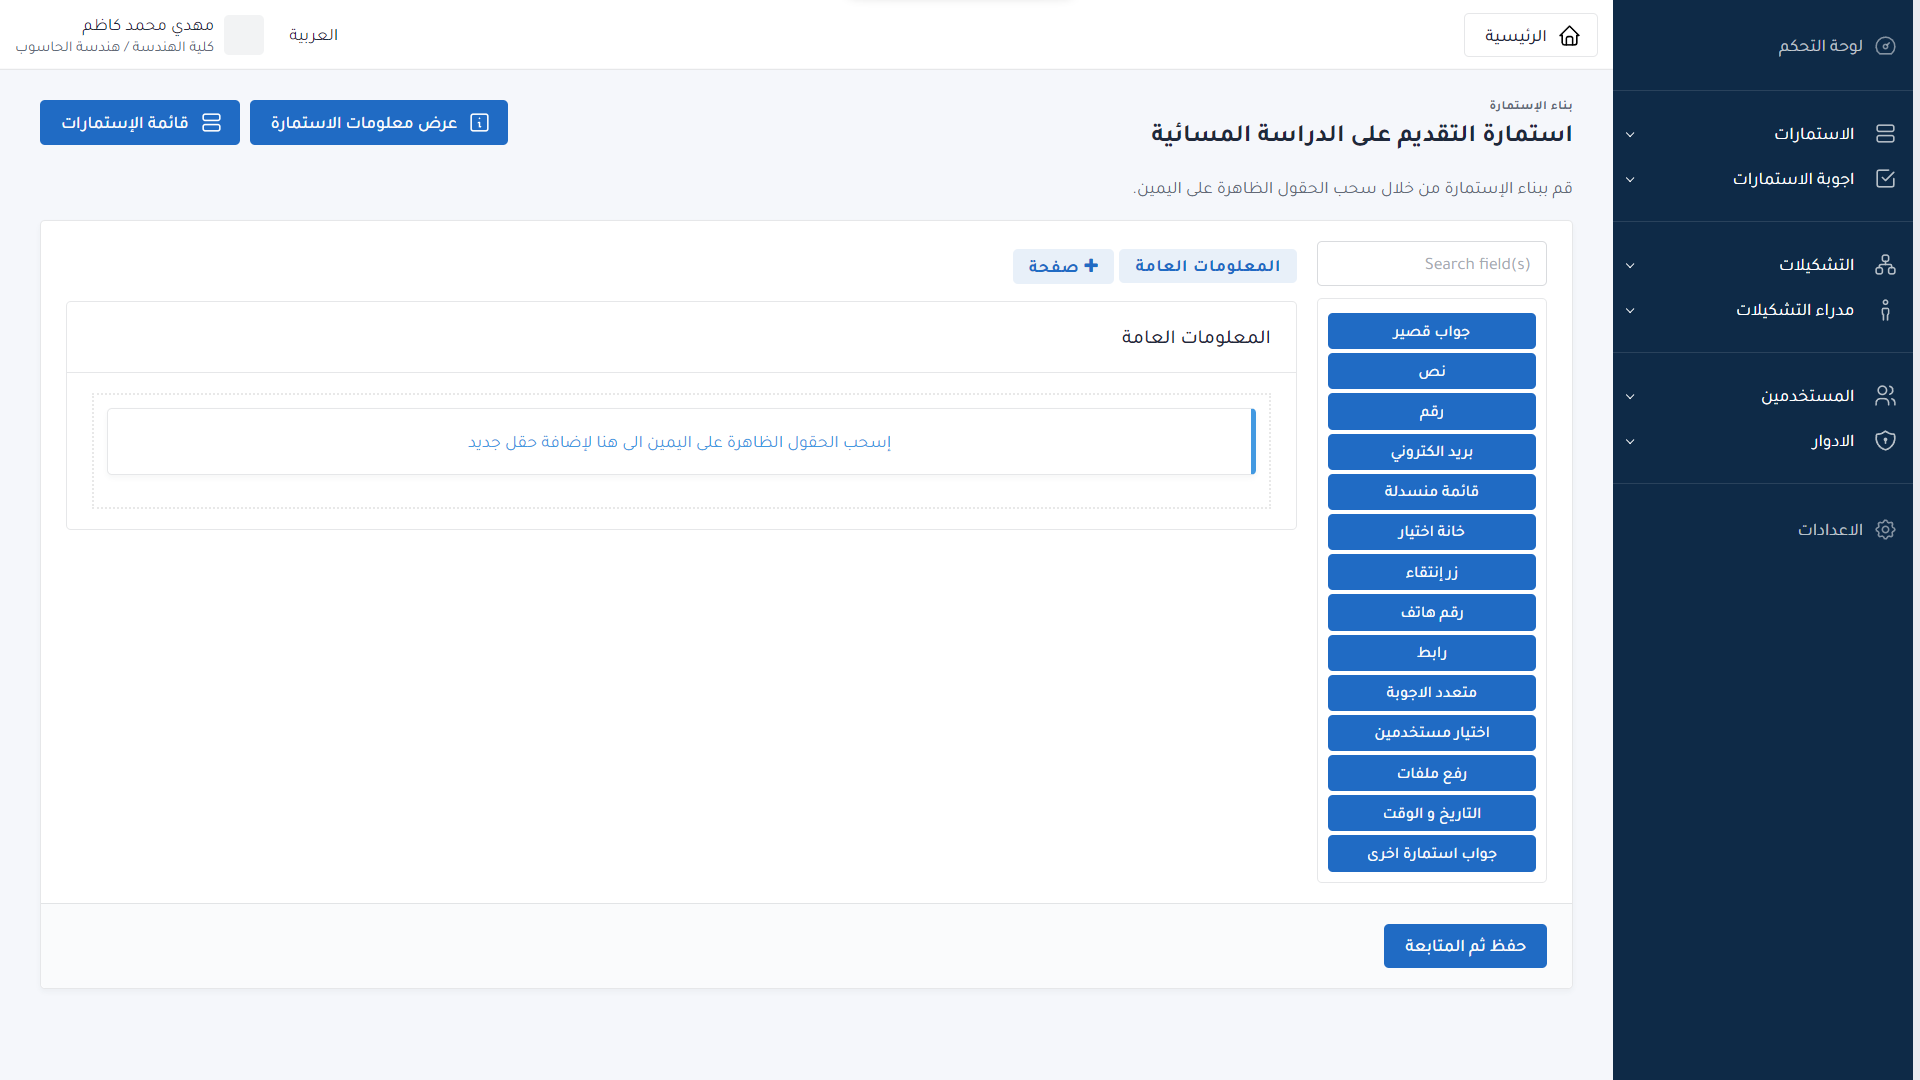 لوحة التحكم
الاستمارات
اجوبة الاستمارات
التشكيلات
مدراء التشكيلات
المستخدمين
الادوار
الاعدادات
الرئيسية
العربية
مهدي محمد كاظم
كلية الهندسة / هندسة الحاسوب
بناء الإستمارة
استمارة التقديم على الدراسة المسائية
عرض معلومات الاستمارة
قائمة الإستمارات
قم ببناء الإستمارة من خلال سحب الحقول الظاهرة على اليمين.
Search field(s)
جواب قصير
نص
رقم
بريد الكتروني
قائمة منسدلة
خانة اختيار
زر إنتقاء
رقم هاتف
رابط
متعدد الاجوبة
اختيار مستخدمين
رفع ملفات
التاريخ و الوقت
جواب استمارة اخرى
المعلومات العامة
+ صفحة
المعلومات العامة
إسحب الحقول الظاهرة على اليمين الى هنا لإضافة حقل جديد
حفظ ثم المتابعة